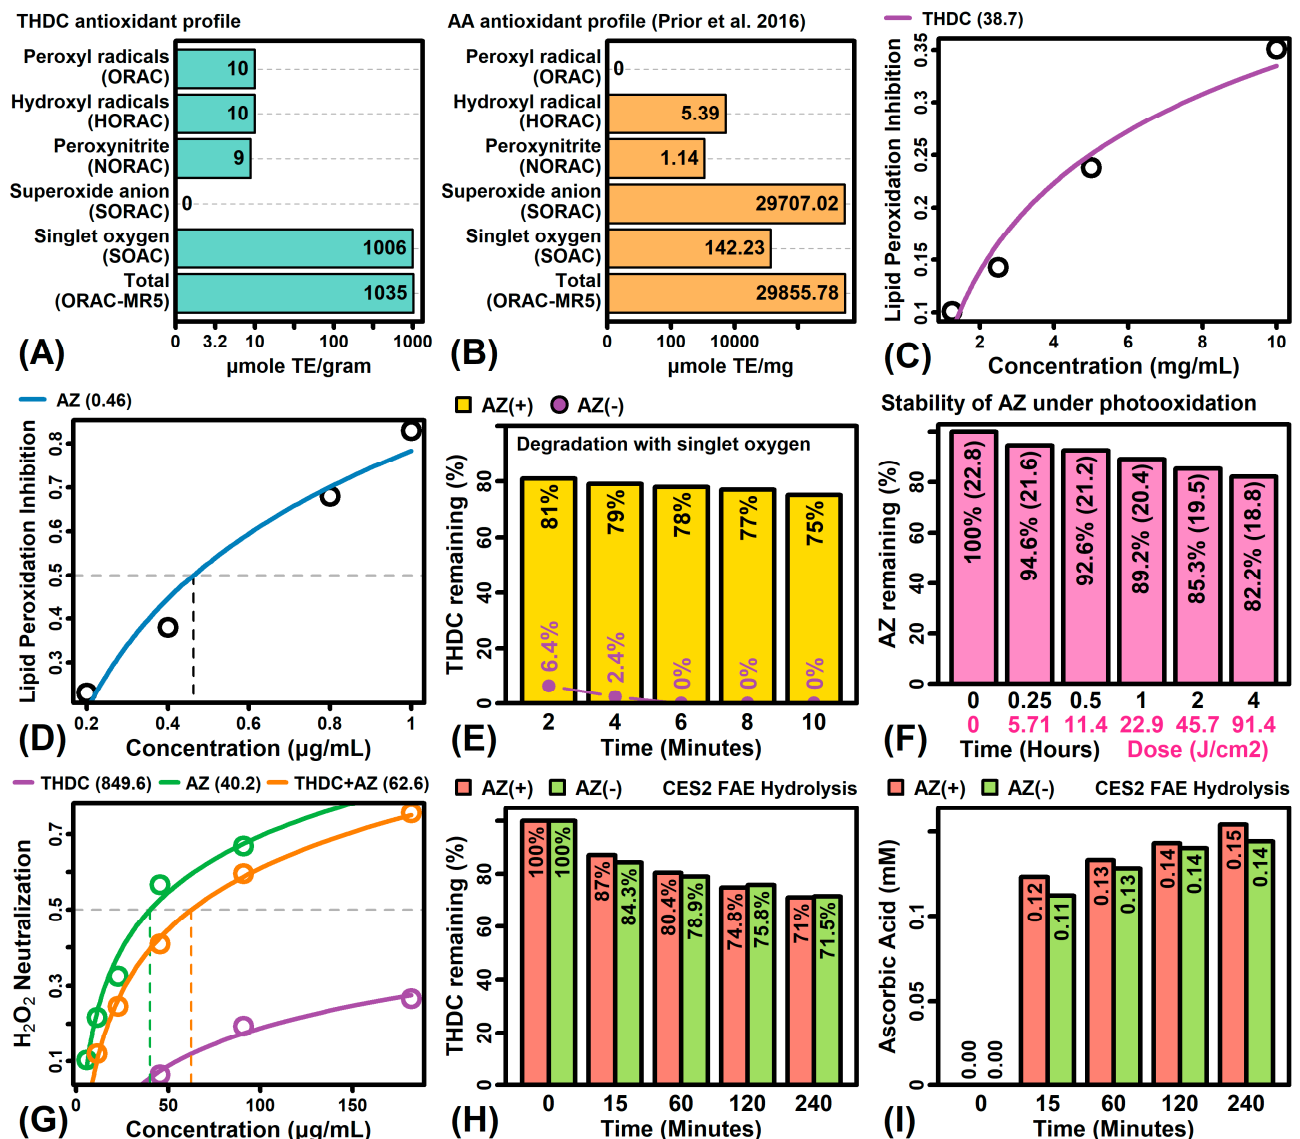 THDC antioxidant profile
Peroxyl radicals
(ORAC)
10
Hydroxyl radicals
(HORAC)
10
Peroxynitrite
(NORAC)
9
Superoxide anion
(SORAC)
0
Singlet oxygen
(SOAC)
1006
Total
(ORAC-MR5)
1035
0 3.2 10 100 1000
(A)
µmole TE/gram
AA antioxidant profile (Prior et al. 2016)
Peroxyl radical
(ORAC)
0
Hydroxyl radical
(HORAC)
5.39
Peroxynitrite
(NORAC)
1.14
Superoxide anion
(SORAC)
29707.02
Singlet oxygen
(SOAC)
142.23
Total
(ORAC-MR5)
29855.78
0 100 10000
(B)
µmole TE/mg
THDC (38.7)
Lipid Peroxidation Inhibition
0.35
0.3
0.25
0.2
0.15
0.1
2 4 6 8 10
(C)
Concentration (mg/mL)
AZ (0.46)
Lipid Peroxidation Inhibition
0.8
0.7
0.6
0.5
0.4
0.3
0.2 0.4 0.6 0.8 1
(D)
Concentration (µg/mL)
AZ(+) AZ(-)
Degradation with singlet oxygen
THDC remaining (%)
80
60
40
20
0
81% 79% 78% 77% 75%
6.4% 2.4% 0% 0% 0%
2 4 6 8 10
(E)
Time (Minutes)
Stability of AZ under photooxidation
AZ remaining (%)
100
80
60
40
20
0
100% (22.8)
94.6% (21.6)
92.6% (21.2)
89.2% (20.4)
85.3% (19.5)
82.2% (18.8)
0 0.25 0.5 1 2 4
0 5.71 11.4 22.9 45.7 91.4
(F)
Time (Hours) Dose (J/cm2)
THDC (849.6) AZ (40.2) THDC+AZ (62.6)
H2O2 Neutralization
0.7
0.5
0.3
0.1
0 50 100 150
(G)
Concentration (µg/mL)
AZ(+) AZ(-) CES2 FAE Hydrolysis
THDC remaining (%)
80
60
40
20
0
100% 100%
87% 84.3%
80.4% 78.9%
74.8% 75.8%
71% 71.5%
0 15 60 120 240
(H)
Time (Minutes)
AZ(+) AZ(-) CES2 FAE Hydrolysis
Ascorbic Acid (mM)
0.1
0.05
0
0.00 0.00
0.12 0.11
0.13 0.13
0.14 0.14
0.15 0.14
0 15 60 120 240
(I)
Time (Minutes)